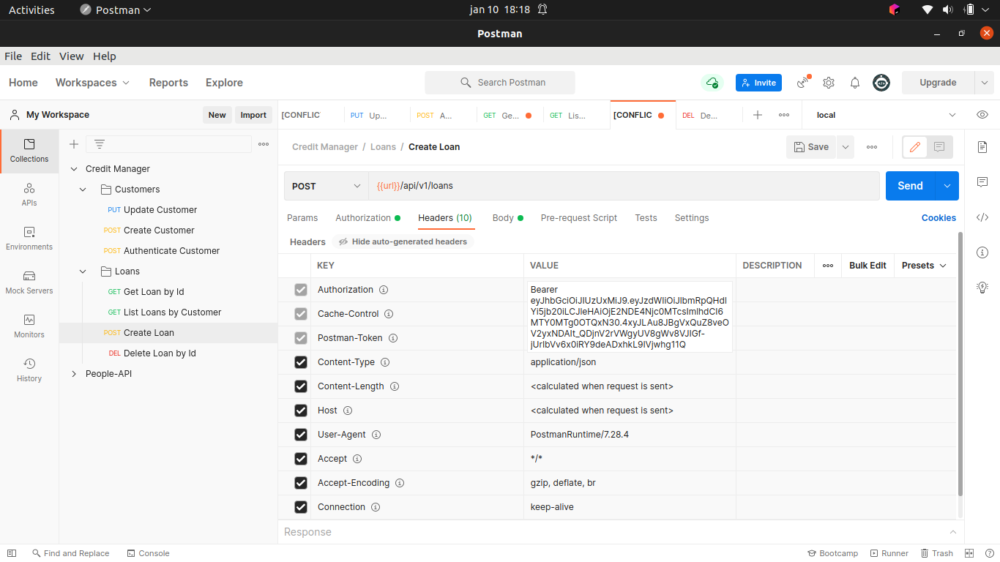 Activities Postman jan 10 18:18
Postman
File Edit View Help
Home Workspaces Reports Explore Search Postman Invite Upgrade
My Workspace New Import [CONFLIC PUT Up... POST A... GET Ge... GET Lis... [CONFLIC DEL De... local
Collections
APIs
Environments
Mock Servers
Monitors
History
Credit Manager
Customers
PUT Update Customer
POST Create Customer
POST Authenticate Customer
Loans
GET Get Loan by Id
GET List Loans by Customer
POST Create Loan
DEL Delete Loan by Id
People-API
Credit Manager / Loans / Create Loan Save
POST {{url}}/api/v1/loans Send
Params Authorization Headers (10) Body Pre-request Script Tests Settings Cookies
Headers Hide auto-generated headers
KEY VALUE DESCRIPTION Bulk Edit Presets
Authorization Bearer
Cache-Control
Postman-Token
Content-Type application/json
Content-Length <calculated when request is sent>
Host <calculated when request is sent>
User-Agent PostmanRuntime/7.28.4
Accept */*
Accept-Encoding gzip, deflate, br
Connection keep-alive
Response
Find and Replace Console Bootcamp Runner Trash